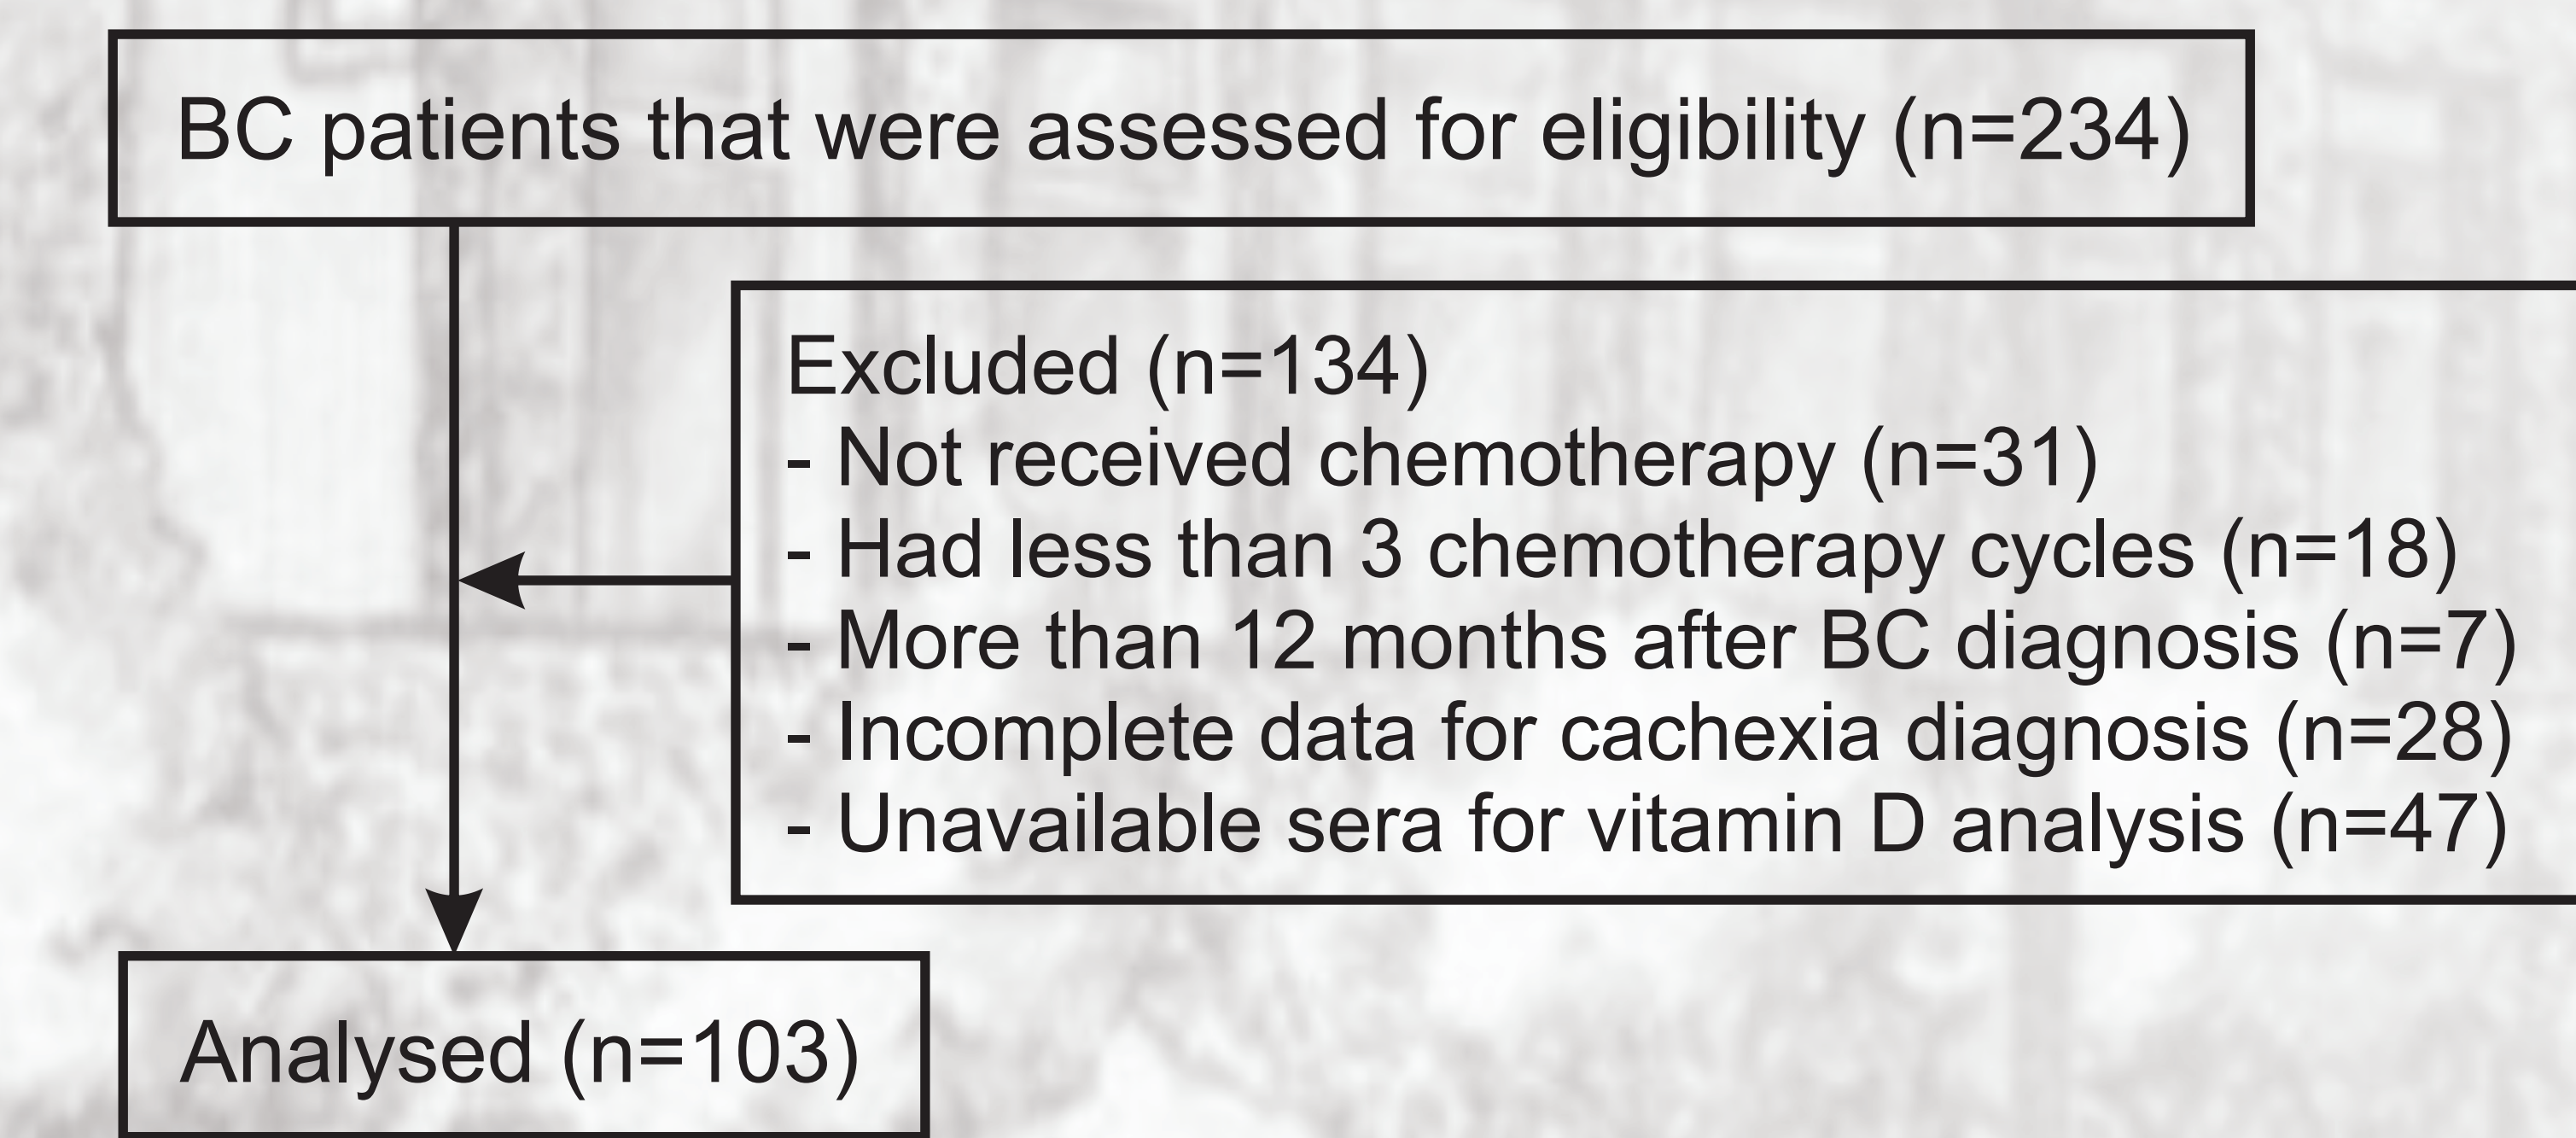 BC patients that were assessed for eligibility (n=234)
Excluded (n=134)
- Not received chemotherapy (n=31)
- Had less than 3 chemotherapy cycles (n=18)
- More than 12 months after BC diagnosis (n=7)
- Incomplete data for cachexia diagnosis (n=28)
- Unavailable sera for vitamin D analysis (n=47)
Analysed (n=103)